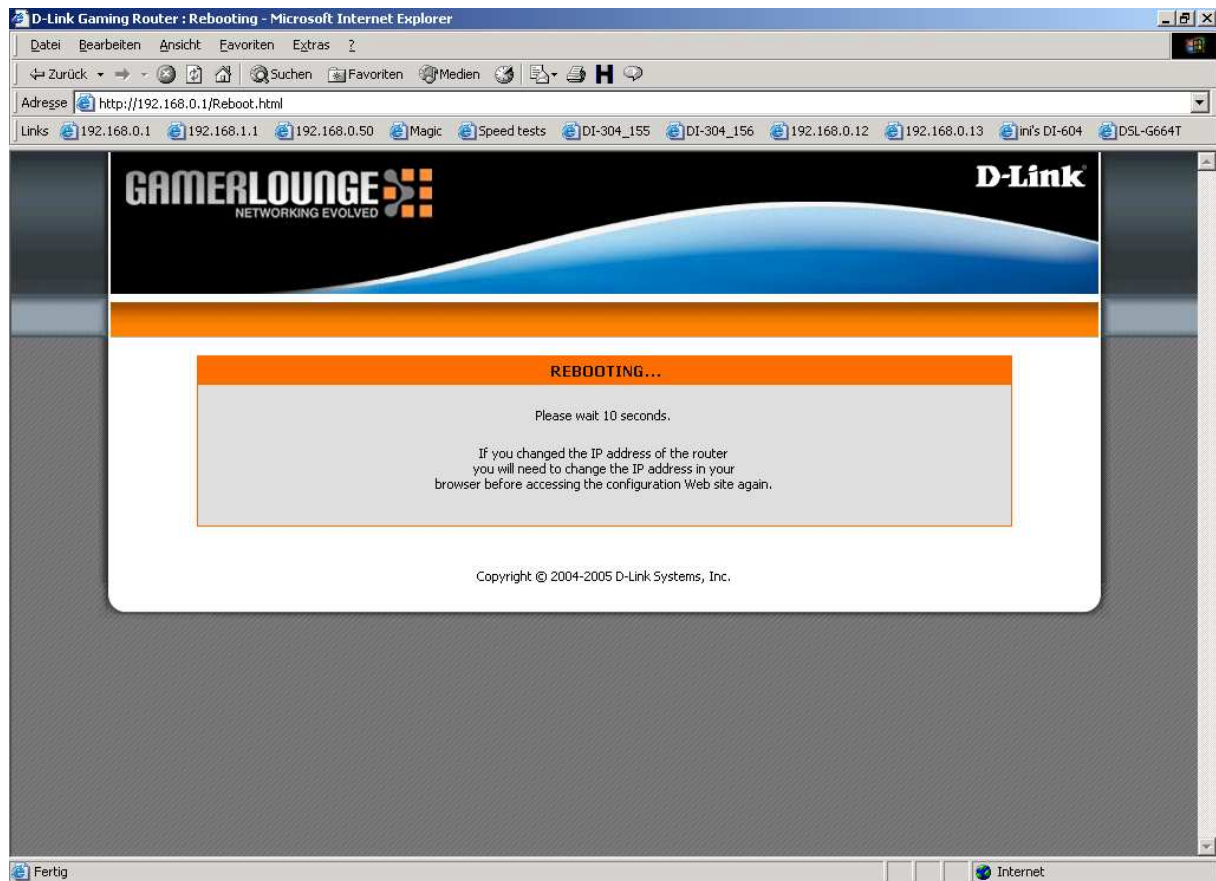 D-Link Gaming Router : Rebooting - Microsoft Internet Explorer
Datei Bearbeiten Ansicht Favoriten Extras ?
Zurück Suchen Favoriten Medien H
Adresse http://192.168.0.1/Reboot.html
Links 192.168.0.1 192.168.1.1 192.168.0.50 Magic Speed tests DI-304_155 DI-304_156 192.168.0.12 192.168.0.13 ini's DI-604 DSL-G664T
GAMERLOUNGE
NETWORKING EVOLVED
D-Link
REBOOTING...
Please wait 10 seconds.
If you changed the IP address of the router
you will need to change the IP address in your
browser before accessing the configuration Web site again.
Copyright © 2004-2005 D-Link Systems, Inc.
Fertig
Internet